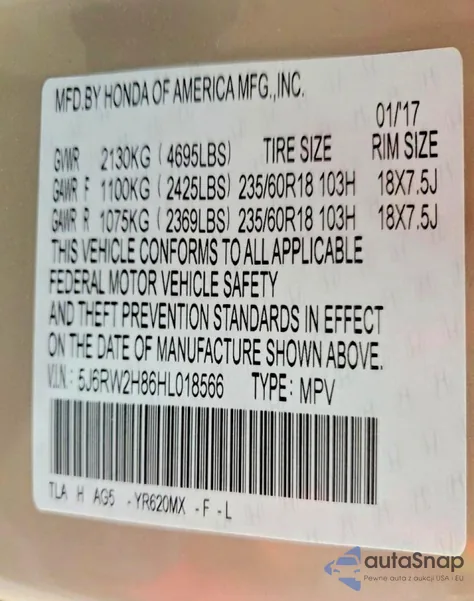 MFD.BY HONDA OF AMERICA MFG.,INC.
01/'17
GVWR 2130KG (4695LBS) TIRE SIZE RIM SIZE
GAWR F 1100KG (2425LBS) 235/60R18 103H 18X7.5J
GAWR R 1075KG (2369LBS) 235/60R18 103H 18X7.5J
THIS VEHICLE CONFORMS TO ALL APPLICABLE
FEDERAL MOTOR VEHICLE SAFETY
AND THEFT PREVENTION STANDARDS IN EFFECT
ON THE DATE OF MANUFACTURE SHOWN ABOVE.
V.I.N.: 5J6RW2H86HL018566 TYPE: MPV
TLA H AG5 -YR620MX -F-L
autaSnap
Pewne auta z aukcji USA - EU